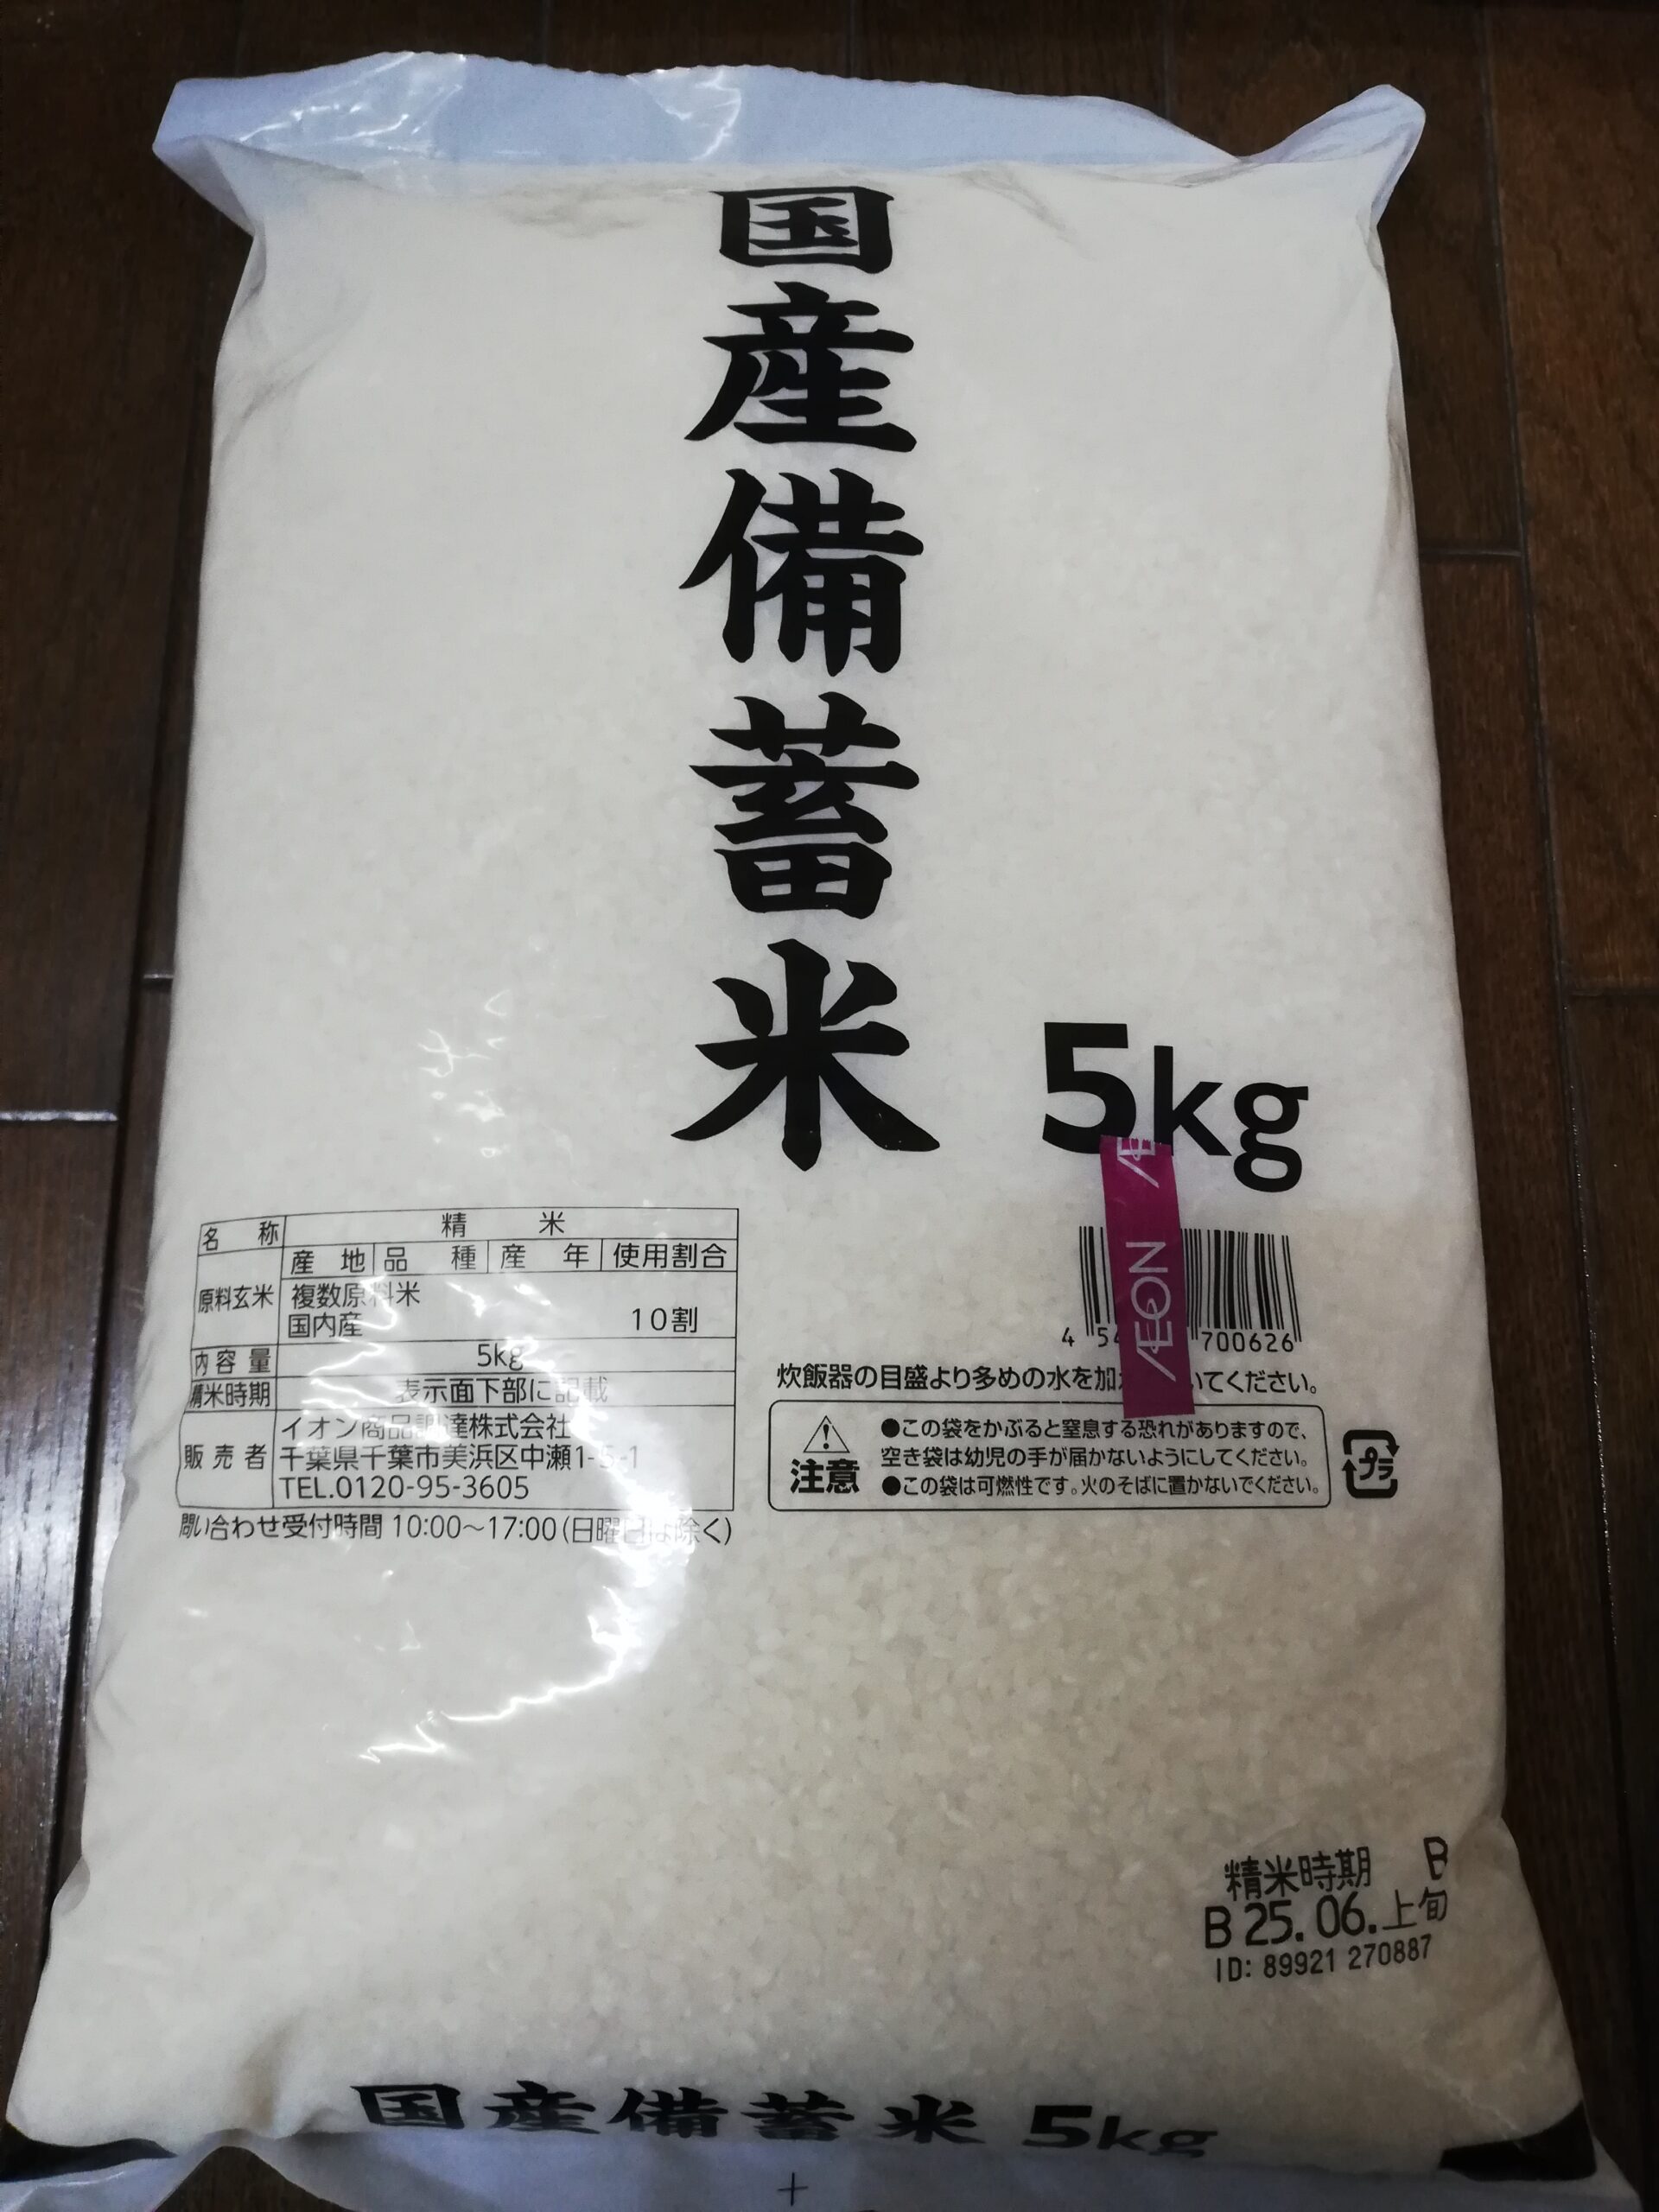 国産備蓄米
5kg
名称 精米
産地 品種 産年 使用割合
原料玄米 複数原料米
国内産 10割
内容量 5kg
精米時期 表示面下部に記載
販売者 イオン商品調達株式会社
千葉県千葉市美浜区中瀬1-5-1
TEL.0120-95-3605
問い合わせ受付時間 10:00〜17:00(日曜日は除く)
AEON
4 54 700626
炊飯器の目盛より多めの水を加 いてください。
注意
●この袋をかぶると窒息する恐れがありますので、
空き袋は幼児の手が届かないようにしてください。
●この袋は可燃性です。火のそばに置かないでください。
プラ
精米時期 B
B 25.06.上旬
ID: 89921 270887
国産備蓄米 5kg